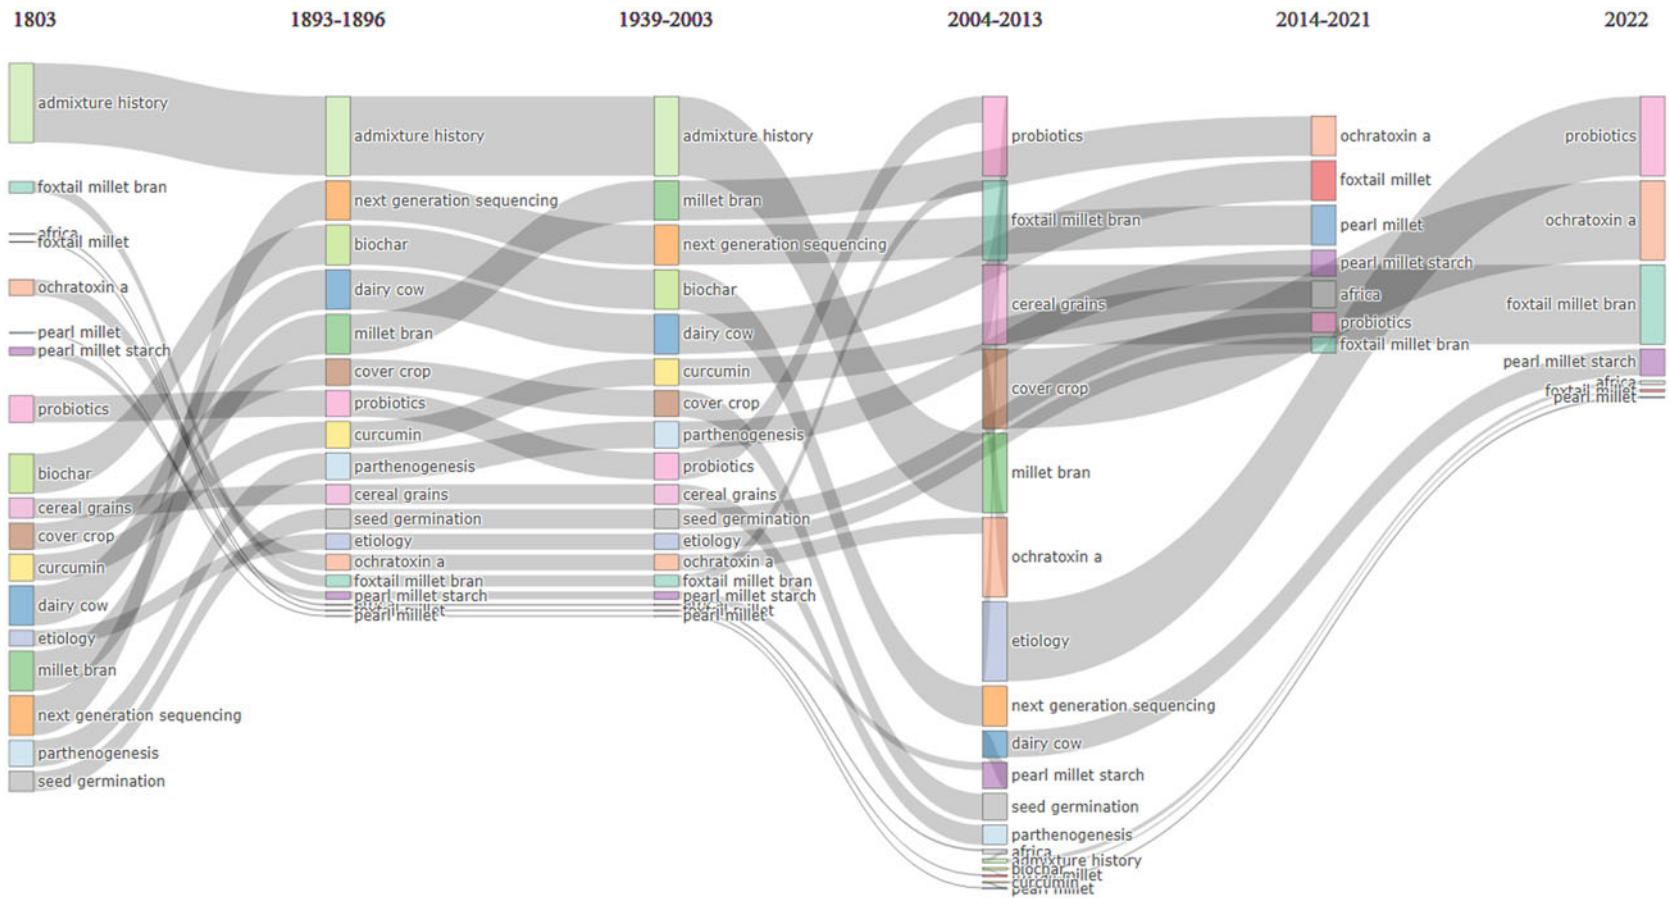 1803
1893-1896
1939-2003
2004-2013
2014-2021
2022
admixture history
foxtail millet bran
africa
foxtail millet
ochratoxin a
pearl millet
pearl millet starch
probiotics
biochar
cereal grains
cover crop
curcumin
dairy cow
etiology
millet bran
next generation sequencing
parthenogenesis
seed germination
admixture history
next generation sequencing
biochar
dairy cow
millet bran
cover crop
probiotics
curcumin
parthenogenesis
cereal grains
seed germination
etiology
ochratoxin a
foxtail millet bran
pearl millet starch
pearl millet
admixture history
millet bran
next generation sequencing
biochar
dairy cow
curcumin
cover crop
parthenogenesis
probiotics
cereal grains
seed germination
etiology
ochratoxin a
foxtail millet bran
pearl millet starch
pearl millet
probiotics
foxtail millet bran
cereal grains
cover crop
millet bran
ochratoxin a
etiology
next generation sequencing
dairy cow
pearl millet starch
seed germination
parthenogenesis
africa
admixture history
biochar
foxtail millet
curcumin
pearl millet
ochratoxin a
foxtail millet
pearl millet
pearl millet starch
africa
probiotics
foxtail millet bran
probiotics
ochratoxin a
foxtail millet bran
pearl millet starch
africa
foxtail millet
pearl millet